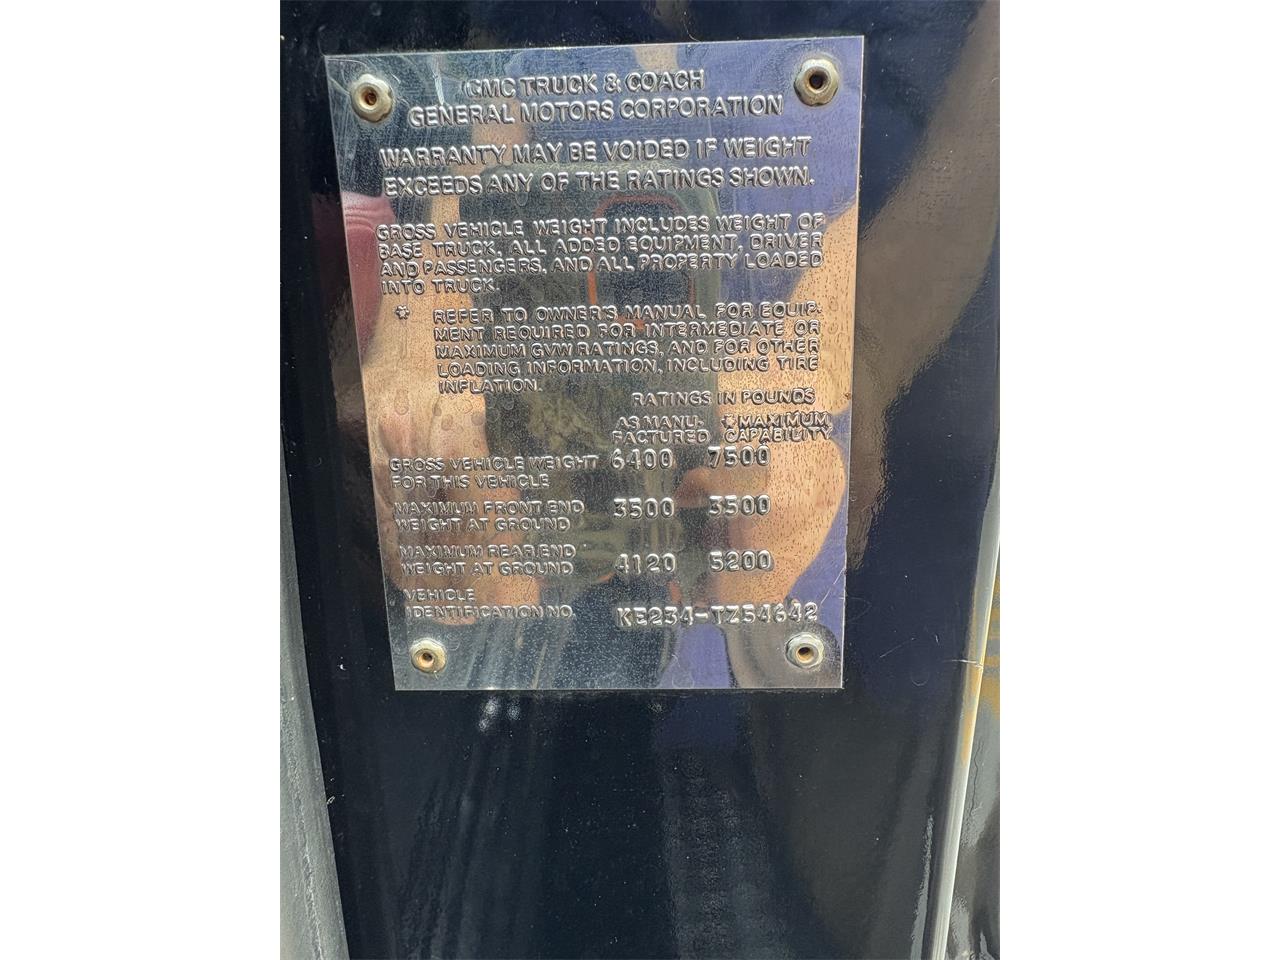 GMC TRUCK & COACH
GENERAL MOTORS CORPORATION
WARRANTY MAY BE VOIDED IF WEIGHT
EXCEEDS ANY OF THE RATINGS SHOWN.
GROSS VEHICLE WEIGHT INCLUDES WEIGHT OF
BASE TRUCK, ALL ADDED EQUIPMENT, DRIVER
AND PASSENGERS, AND ALL PROPERTY LOADED
INTO TRUCK.
* REFER TO OWNER'S MANUAL FOR EQUIP-
MENT REQUIRED FOR INTERMEDIATE OR
MAXIMUM GVW RATINGS, AND FOR OTHER
LOADING INFORMATION, INCLUDING TIRE
INFLATION.
RATINGS IN POUNDS
AS MANU- * MAXIMUM
FACTURED CAPABILITY
GROSS VEHICLE WEIGHT 6400 7500
FOR THIS VEHICLE
MAXIMUM FRONT END 3500 3500
WEIGHT AT GROUND
MAXIMUM REAR END 4120 5200
WEIGHT AT GROUND
VEHICLE
IDENTIFICATION NO. KE234-TZ54642